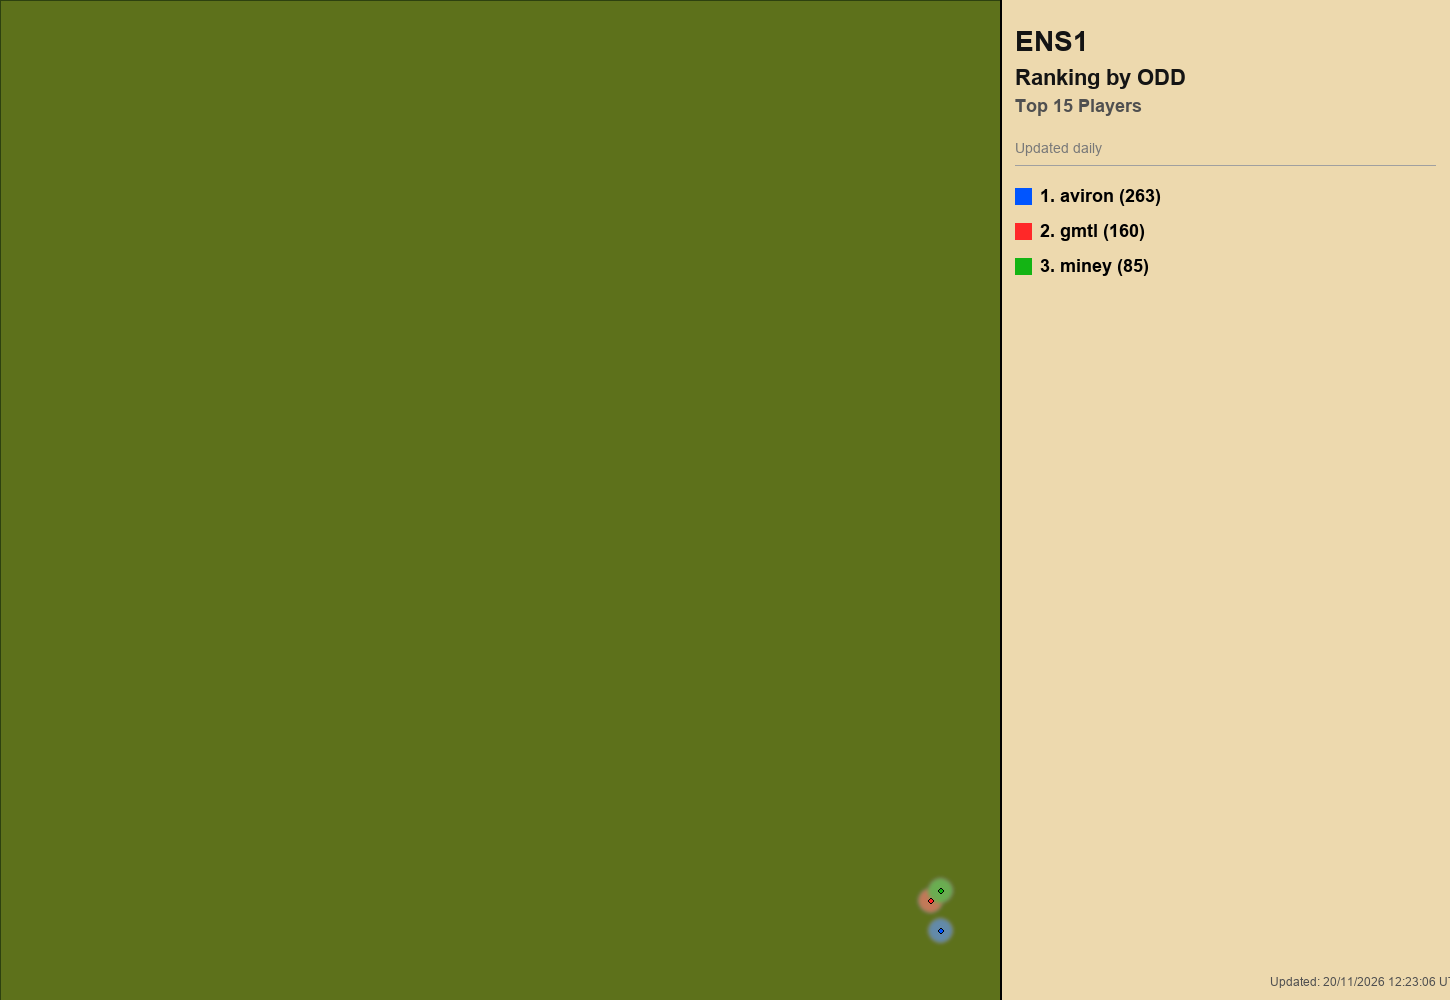 ENS1
Ranking by ODD
Top 15 Players
Updated daily
1. aviron (263)
2. gmtl (160)
3. miney (85)
Updated: 20/11/2026 12:23:06